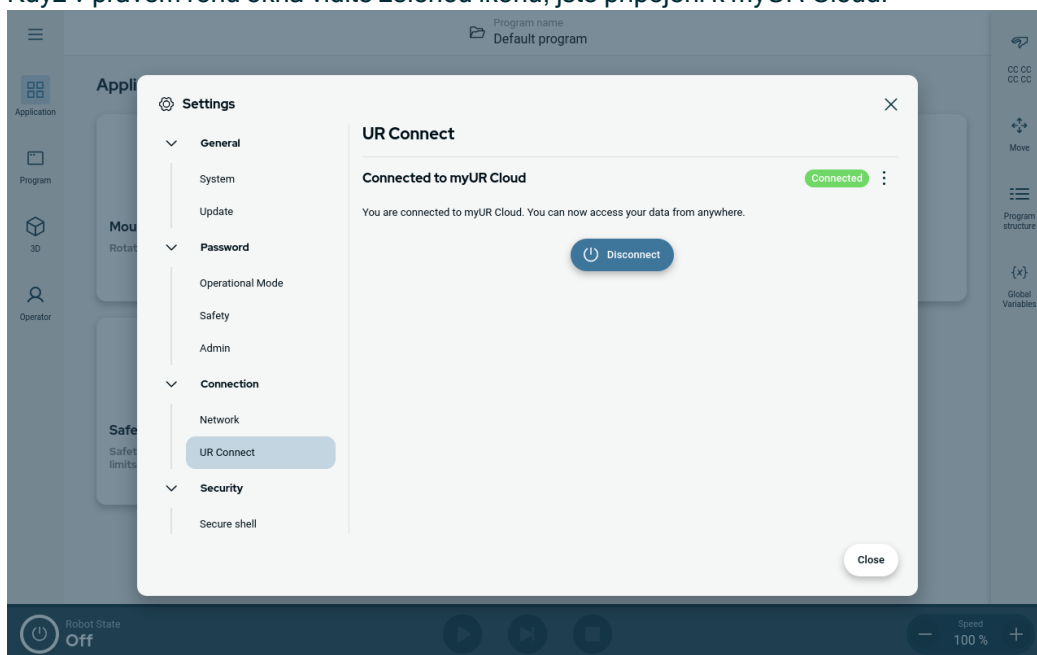 Když v pravém rohu okna vidíte zelenou ikonu, jste připojeni k myUR Cloud.
Program name
Default program
CC CC
CC CC
Appli
Application
Settings
UR Connect
General
Move
Connected to myUR Cloud
Connected
System
Program
Update
You are connected to myUR Cloud. You can now access your data from anywhere.
Program
structure
Mou
Rotat
3D
Password
Disconnect
Operational Mode
{x}
Global
Variables
Operator
Safety
Admin
Connection
Network
Safe
Safet
limits
UR Connect
Security
Secure shell
Close
Robot State
Off
Speed
100 %